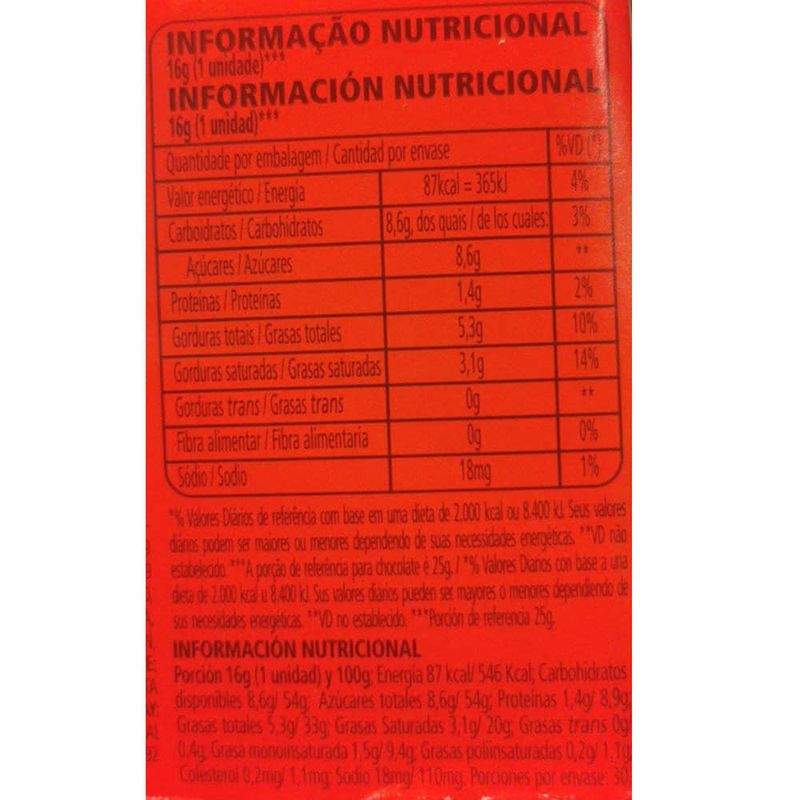 INFORMAÇÃO NUTRICIONAL
16g (1 unidade)***
INFORMACIÓN NUTRICIONAL
16g (1 unidad)***
Quantidade por embalagem / Cantidad por envase %VD (*)
Valor energético / Energía 87kcal = 365kJ 4%
Carboidratos / Carbohidratos 8,6g, dos quais / de los cuales: 3%
Açúcares / Azúcares 8,6g **
Proteínas / Proteínas 1,4g 2%
Gorduras totais / Grasas totales 5,3g 10%
Gorduras saturadas / Grasas saturadas 3,1g 14%
Gorduras trans / Grasas trans 0g **
Fibra alimentar / Fibra alimentaria 0g 0%
Sódio / Sodio 18mg 1%
*% Valores Diários de referência com base em uma dieta de 2.000 kcal ou 8.400 kJ. Seus valores
diários podem ser maiores ou menores dependendo de suas necessidades energéticas. **VD não
estabelecido. ***A porção de referência para chocolate é 25g. / *% Valores Diarios con base a una
dieta de 2.000 kcal u 8.400 kJ. Sus valores diarios pueden ser mayores o menores dependiendo de
sus necesidades energéticas. **VD no establecido. ***Porción de referencia 25g.
INFORMACIÓN NUTRICIONAL
Porción 16g (1 unidad) y 100g; Energía 87 kcal/ 546 Kcal; Carbohidratos
disponibles 8,6g/ 54g; Azúcares totales 8,6g/ 54g; Proteínas 1,4g/ 8,9g;
Grasas totales 5,3g/ 33g; Grasas Saturadas 3,1g/ 20g; Grasas trans 0g/
0,4g; Grasa monoinsaturada 1,5g/ 9,4g; Grasas poliinsaturadas 0,2g/ 1,1g;
Colesterol 0,2mg/ 1,1mg; Sodio 18mg/ 110mg. Porciones por envase: 30